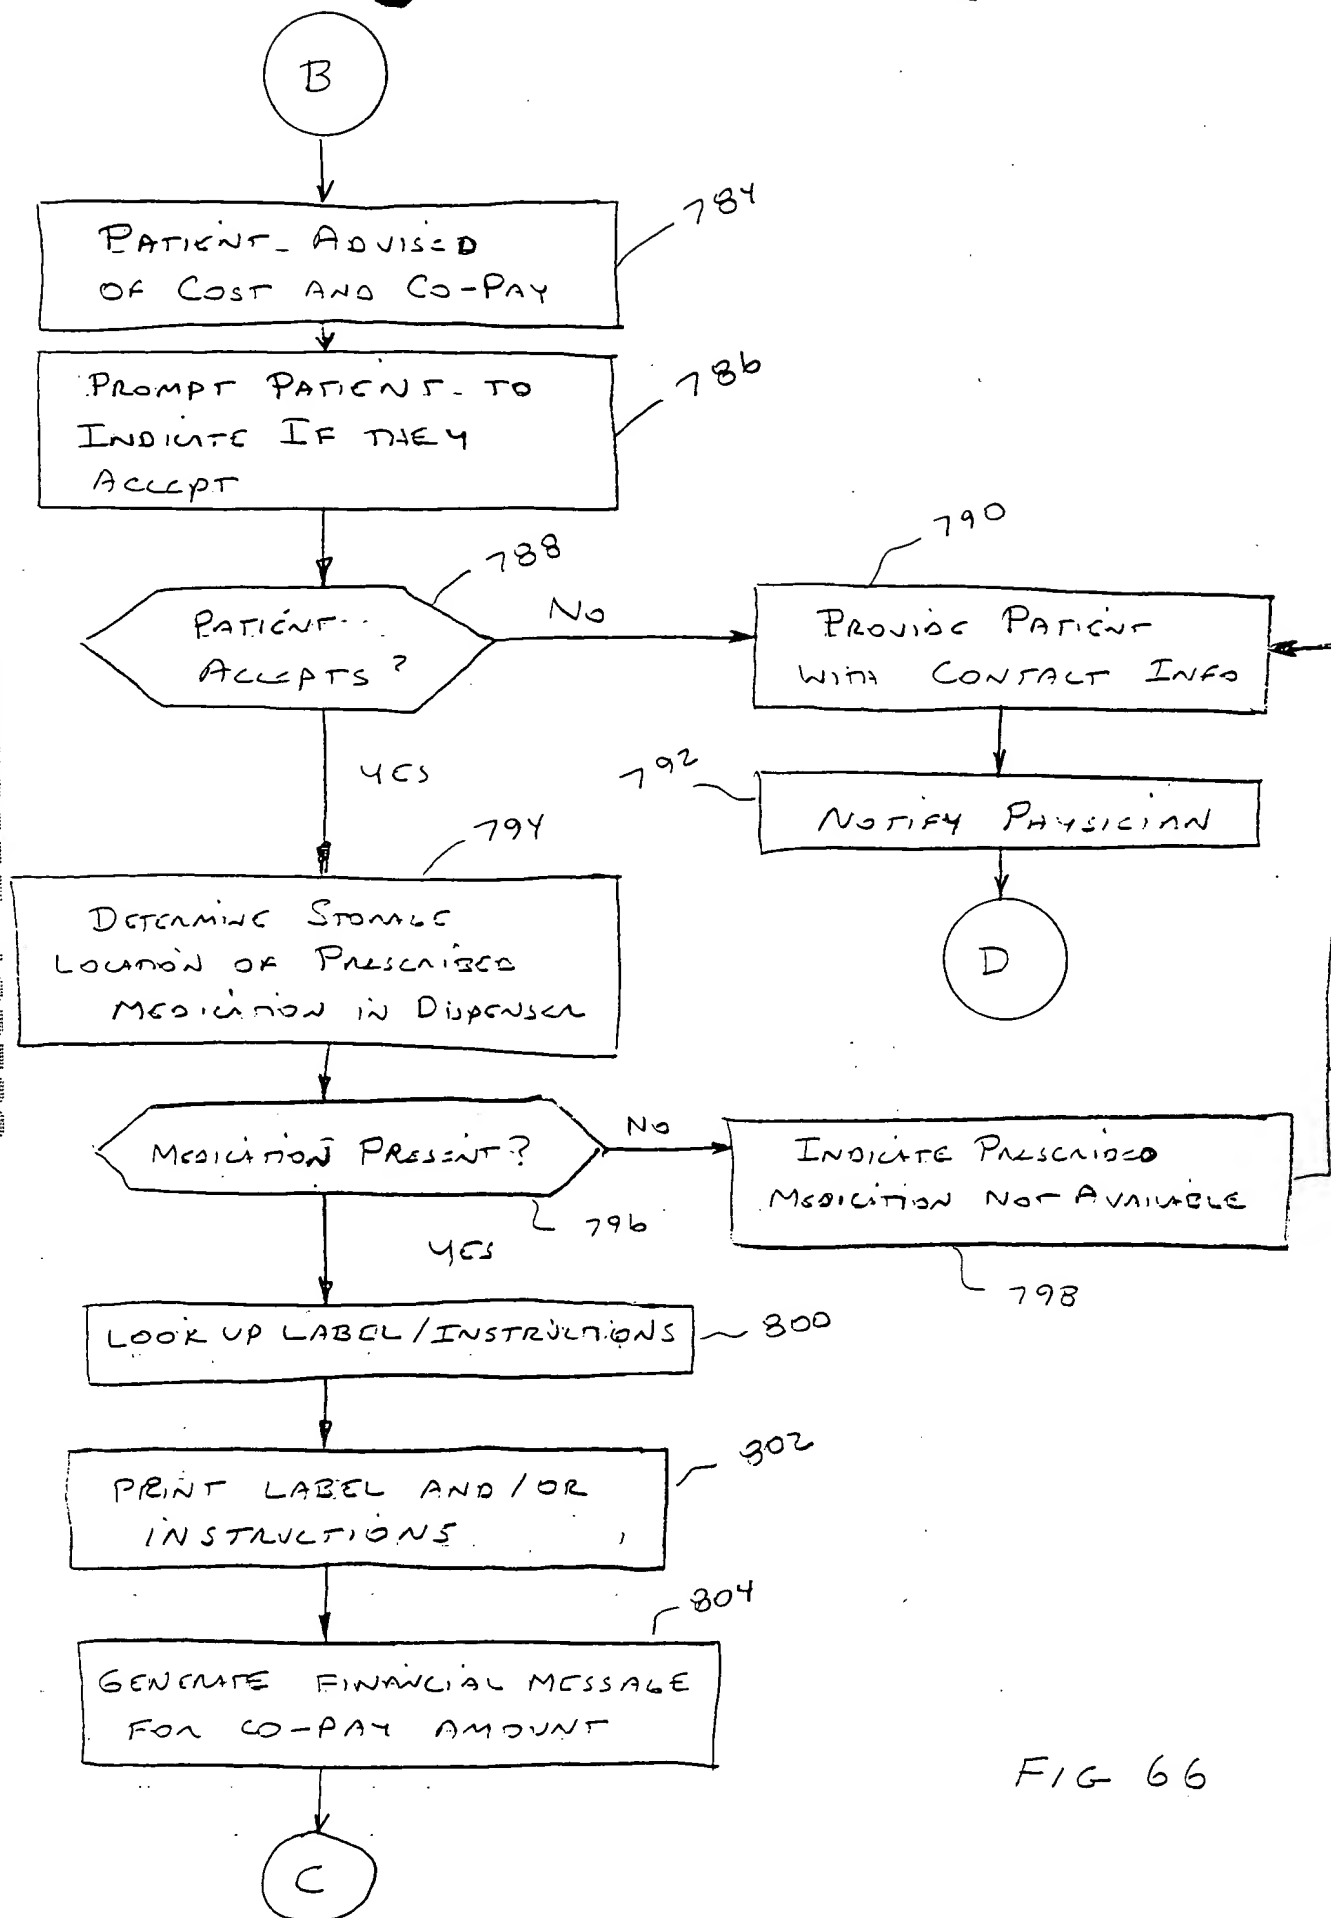 B
784
PATIENT ADVISED
OF COST AND CO-PAY
786
PROMPT PATIENT TO
INDICATE IF THEY
ACCEPT
788
PATIENT
ACCEPTS?
NO
790
PROVIDE PATIENT
WITH CONTACT INFO
YES
792
NOTIFY PHYSICIAN
D
794
DETERMINE STORAGE
LOCATION OF PRESCRIBED
MEDICATION IN DISPENSER
MEDICATION PRESENT?
796
NO
INDICATE PRESCRIBED
MEDICATION NOT AVAILABLE
798
YES
LOOK UP LABEL/INSTRUCTIONS
800
802
PRINT LABEL AND/OR
INSTRUCTIONS
804
GENERATE FINANCIAL MESSAGE
FOR CO-PAY AMOUNT
C
FIG 66